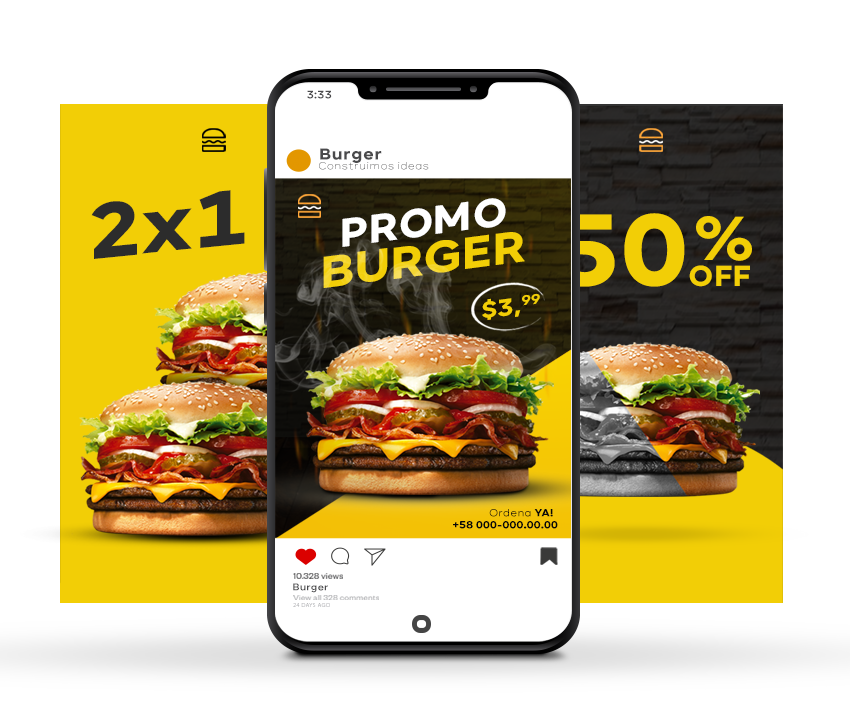 2x1
3:33
Burger
Construimos ideas
PROMO
BURGER
$3,99
Ordena YA!
+58 000-000.00.00
10.328 views
Burger
View all 328 comments
24 DAYS AGO
50%
OFF